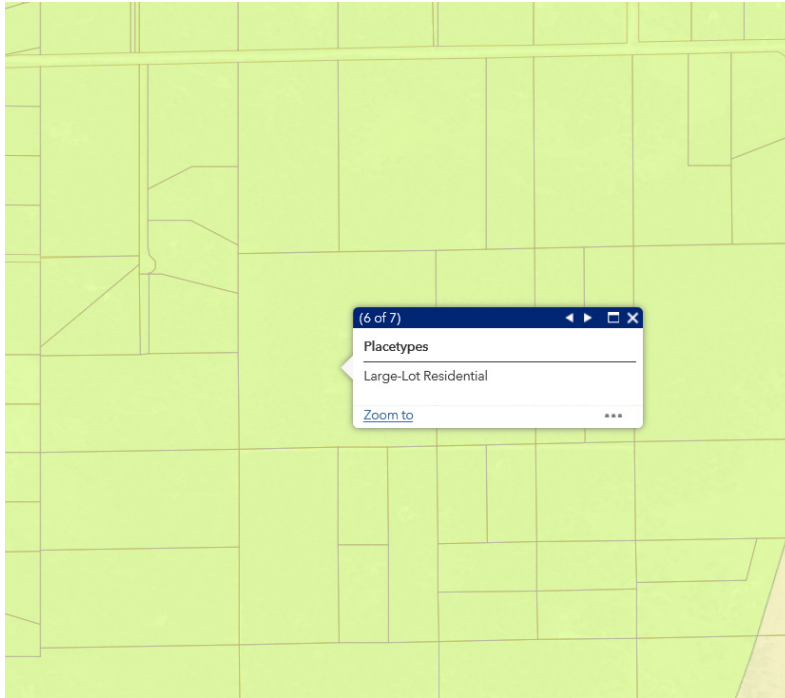 (6 of 7)
Placetypes
Large-Lot Residential
Zoom to